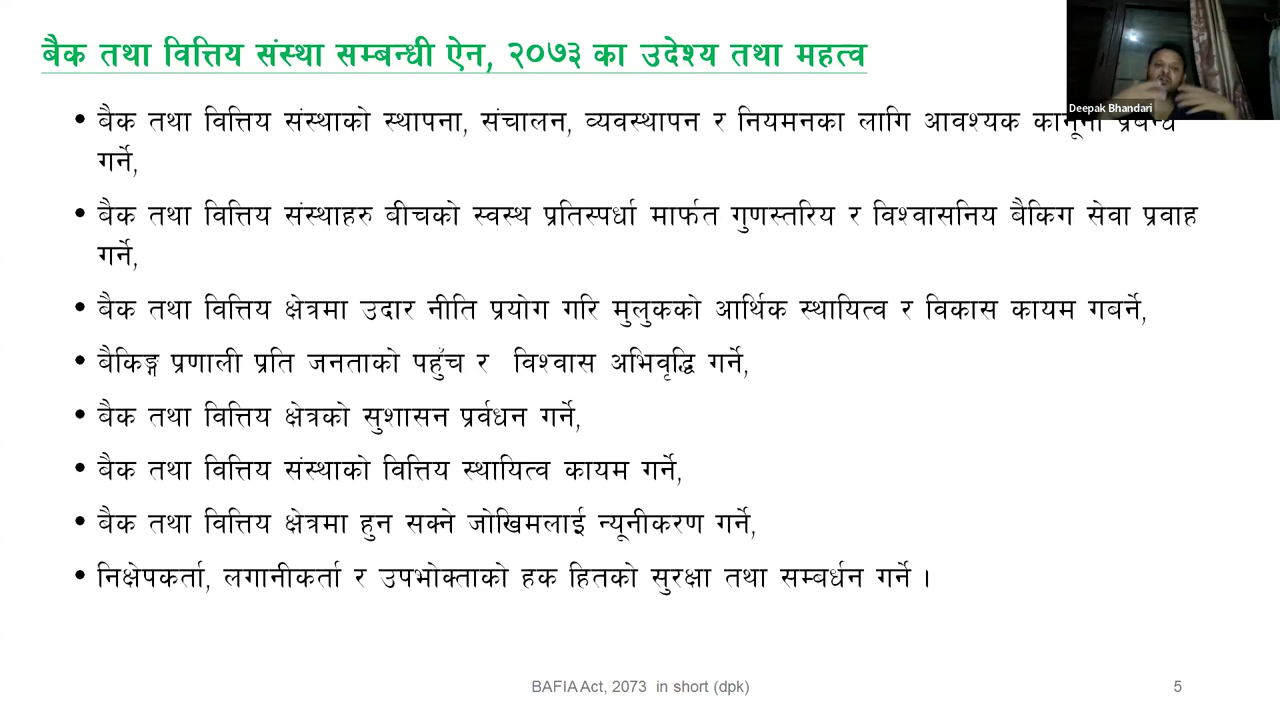 बैक तथा वित्तिय संस्था सम्बन्धी ऐन, २०७३ का उदेश्य तथा महत्व
Deepak Bhandari
• बैक तथा वित्तिय संस्थाको स्थापना, संचालन, व्यवस्थापन र नियमनका लागि आवश्यक
गर्ने,
• बैक तथा वित्तिय संस्थाहरु बीचको स्वस्थ प्रतिस्पर्धा मार्फत गुणस्तरिय र विश्वासनिय बैकिग सेवा प्रवाह
गर्ने,
• बैक तथा वित्तिय क्षेत्रमा उदार नीति प्रयोग गरि मुलुकको आर्थिक स्थायित्व र विकास कायम गबर्ने,
• बैकिङ्ग प्रणाली प्रति जनताको पहुँच र विश्वास अभिवृद्धि गर्ने,
• बैक तथा वित्तिय क्षेत्रको सुशासन प्रर्वधन गर्ने,
• बैक तथा वित्तिय संस्थाको वित्तिय स्थायित्व कायम गर्ने,
• बैक तथा वित्तिय क्षेत्रमा हुन सक्ने जोखिमलाई न्यूनीकरण गर्ने,
• निक्षेपकर्ता, लगानीकर्ता र उपभोक्ताको हक हितको सुरक्षा तथा सम्बर्धन गर्ने ।
BAFIA Act, 2073 in short (dpk)
5